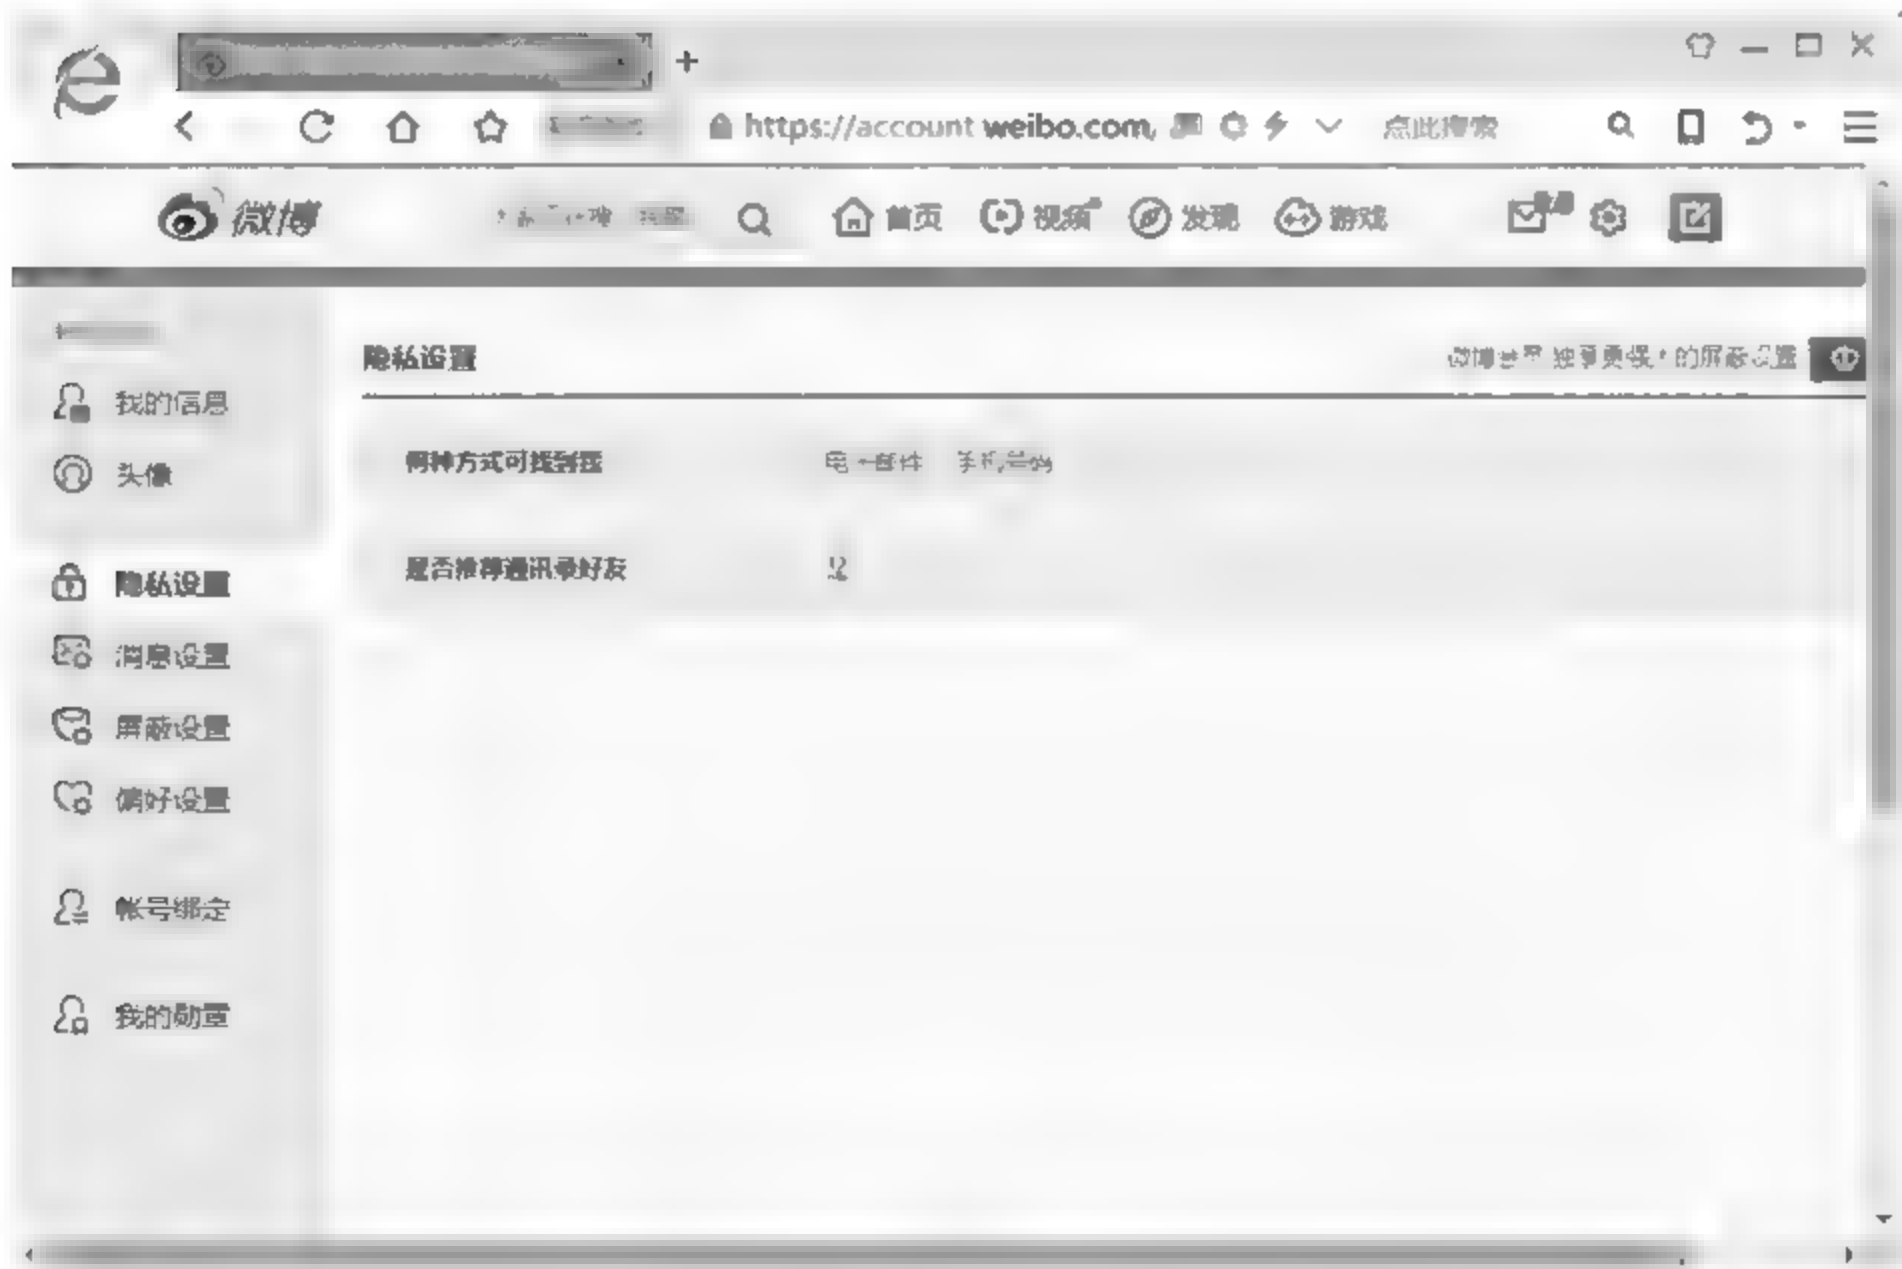 https://account.weibo.com/ 点此搜索
微博 首页 视频 发现 游戏
隐私设置
我的信息
何种方式可找到我 电子邮件 手机号码
头像
是否推荐通讯录好友
隐私设置
消息设置
屏蔽设置
偏好设置
帐号绑定
我的勋章